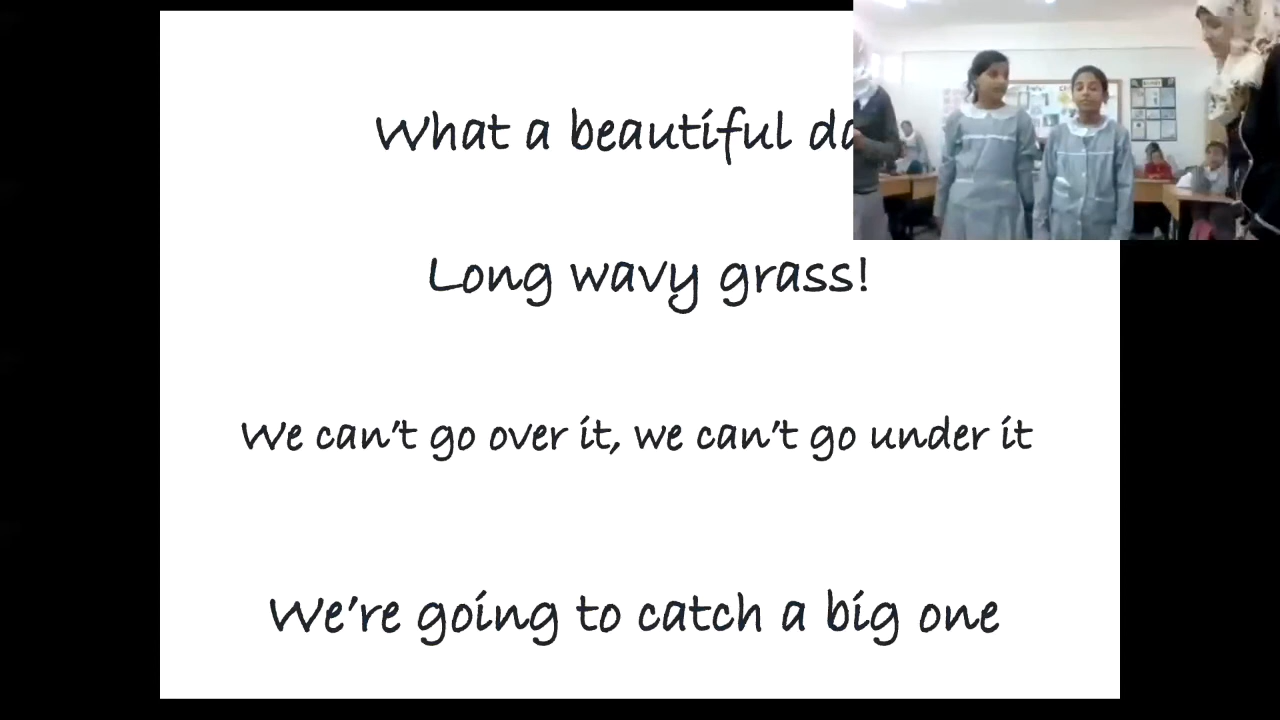 What a beautiful
Long wavy grass!
We can't go over it, we can't go under it
We're going to catch a big one